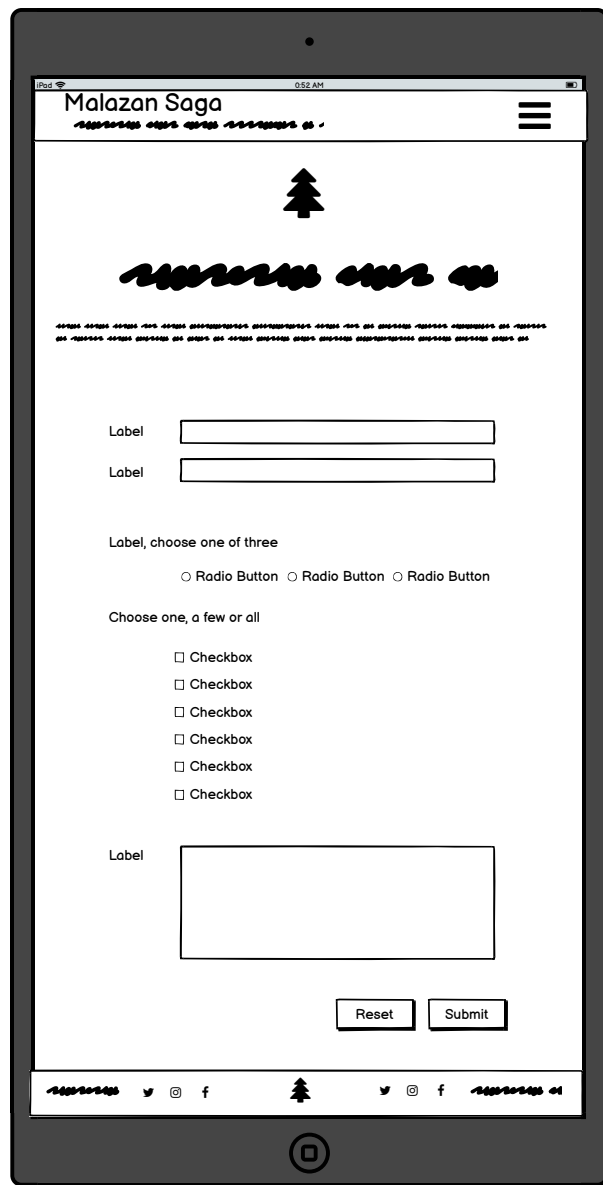 iPad 0:52 AM
Malazan Saga
Label
Label
Label, choose one of three
Radio Button Radio Button Radio Button
Choose one, a few or all
Checkbox
Checkbox
Checkbox
Checkbox
Checkbox
Checkbox
Label
Reset Submit